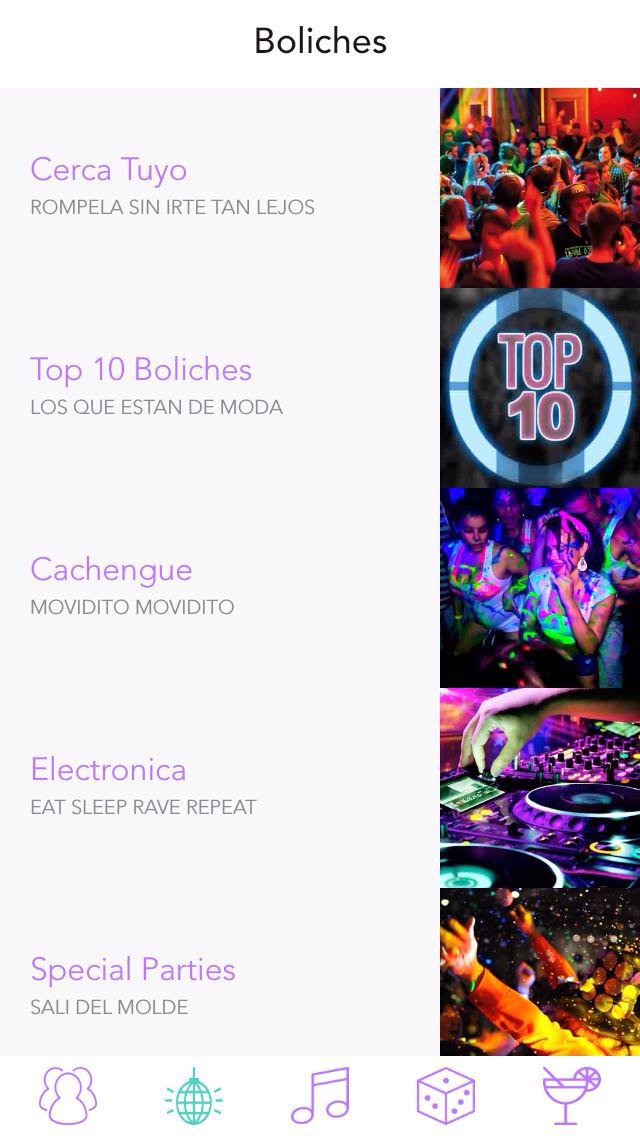 Boliches
Cerca Tuyo
ROMPELA SIN IRTE TAN LEJOS
Top 10 Boliches
LOS QUE ESTAN DE MODA
TOP
10
Cachengue
MOVIDITO MOVIDITO
Electronica
EAT SLEEP RAVE REPEAT
Special Parties
SALI DEL MOLDE